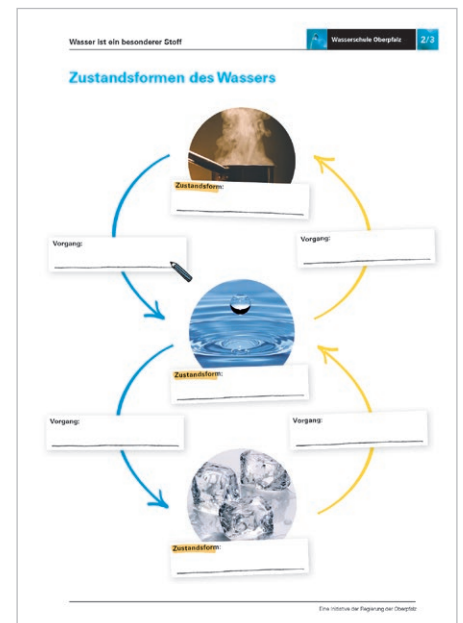 Wasser ist ein besonderer Stoff
Wasserschule Oberpfalz 2/3
Zustandsformen des Wassers
Zustandsform:
Vorgang:
Vorgang:
Zustandsform:
Vorgang:
Vorgang:
Zustandsform:
Eine Initiative der Regierung der Oberpfalz